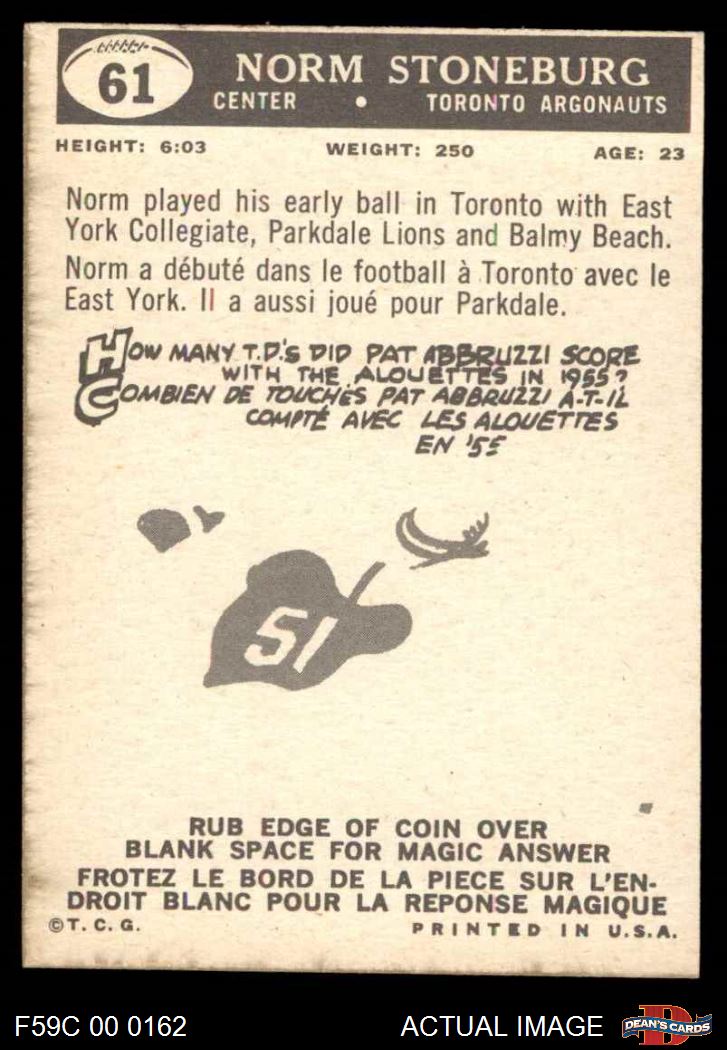 61
NORM STONEBURG
CENTER • TORONTO ARGONAUTS
HEIGHT: 6:03 WEIGHT: 250 AGE: 23
Norm played his early ball in Toronto with East
York Collegiate, Parkdale Lions and Balmy Beach.
Norm a débuté dans le football à Toronto avec le
East York. Il a aussi joué pour Parkdale.
HOW MANY T.D'S DID PAT ABBRUZZI SCORE
WITH THE ALOUETTES IN 1955?
COMBIEN DE TOUCHÉS PAT ABBRUZZI A-T-IL
COMPTÉ AVEC LES ALOUETTES
EN '55
51
RUB EDGE OF COIN OVER
BLANK SPACE FOR MAGIC ANSWER
FROTEZ LE BORD DE LA PIECE SUR L'EN-
DROIT BLANC POUR LA REPONSE MAGIQUE
©T. C. G. PRINTED IN U.S.A.
F59C 00 0162 ACTUAL IMAGE
D
DEAN'S CARDS